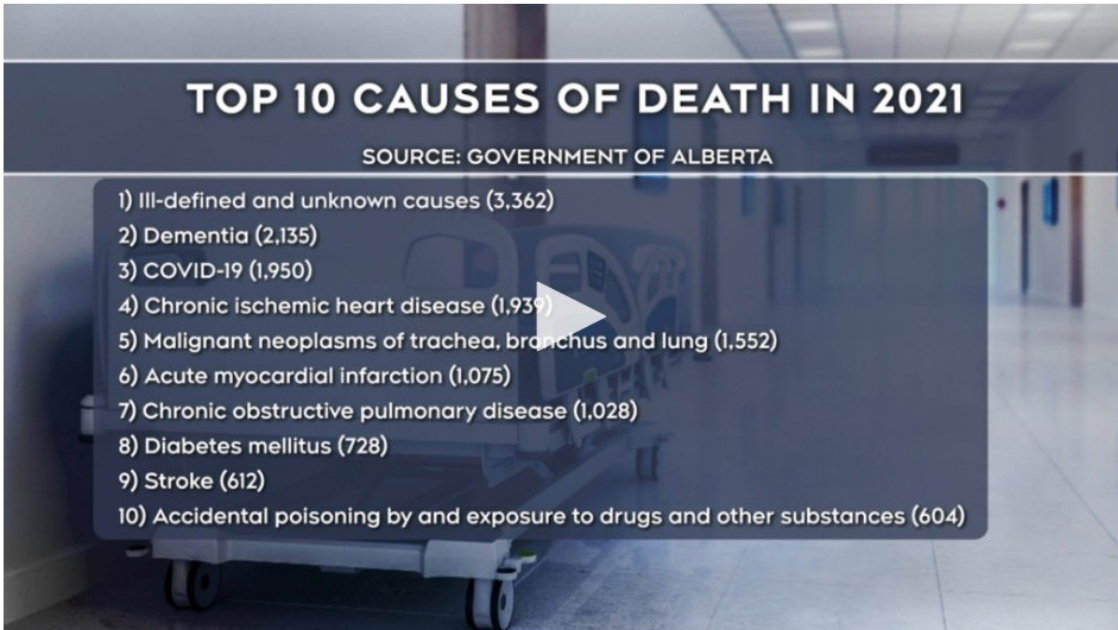 TOP 10 CAUSES OF DEATH IN 2021
SOURCE: GOVERNMENT OF ALBERTA
1) Ill-defined and unknown causes (3,362)
2) Dementia (2,135)
3) COVID-19 (1,950)
4) Chronic ischemic heart disease (1,939)
5) Malignant neoplasms of trachea, bronchus and lung (1,552)
6) Acute myocardial infarction (1,075)
7) Chronic obstructive pulmonary disease (1,028)
8) Diabetes mellitus (728)
9) Stroke (612)
10) Accidental poisoning by and exposure to drugs and other substances (604)